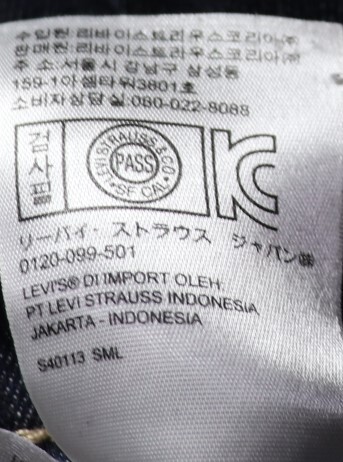 수입원:리바이스트라우스코리아㈜
판매원:리바이스트라우스코리아㈜
주 소:서울시 강남구 삼성동
159-1아셈타워3801호
소비자상담실:080-022-8088
검사필
LEVI STRAUSS & CO
PASS
SF CAL
リーバイ・ストラウス ジャパン㈱
0120-099-501
LEVI'S® DI IMPORT OLEH:
PT LEVI STRAUSS INDONESIA
JAKARTA - INDONESIA
S40113 SML